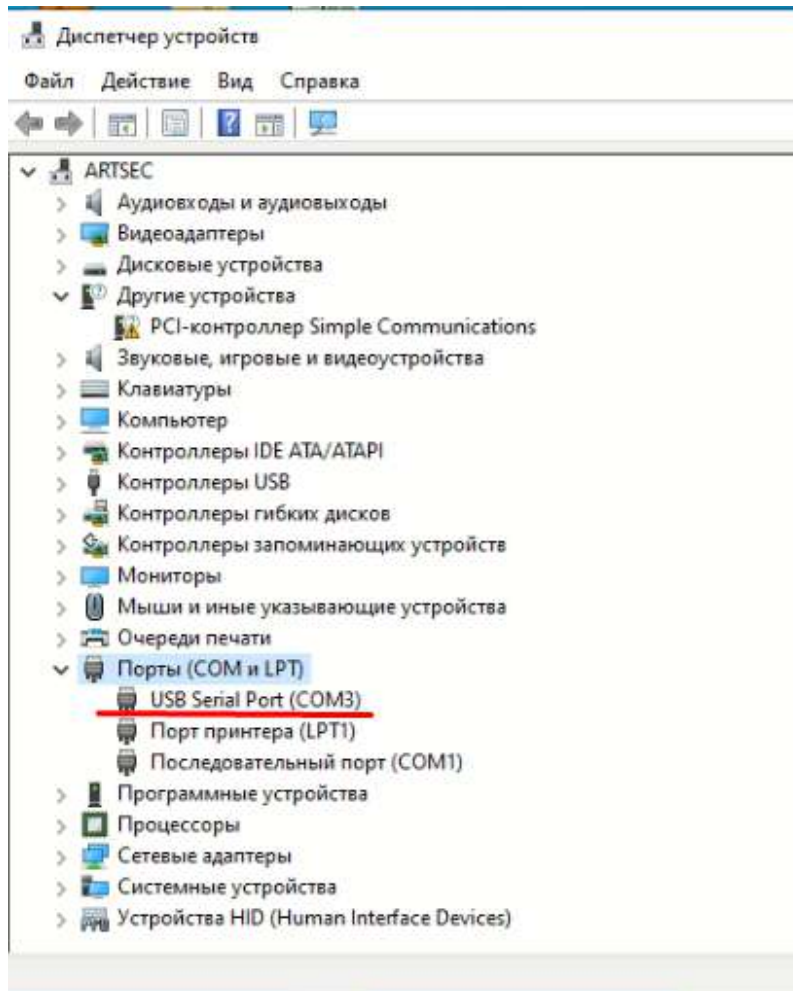 Диспетчер устройств
Файл Действие Вид Справка
ARTSEC
Аудиовходы и аудиовыходы
Видеоадаптеры
Дисковые устройства
Другие устройства
PCI-контроллер Simple Communications
Звуковые, игровые и видеоустройства
Клавиатуры
Компьютер
Контроллеры IDE ATA/ATAPI
Контроллеры USB
Контроллеры гибких дисков
Контроллеры запоминающих устройств
Мониторы
Мыши и иные указывающие устройства
Очереди печати
Порты (COM и LPT)
USB Serial Port (COM3)
Порт принтера (LPT1)
Последовательный порт (COM1)
Программные устройства
Процессоры
Сетевые адаптеры
Системные устройства
Устройства HID (Human Interface Devices)